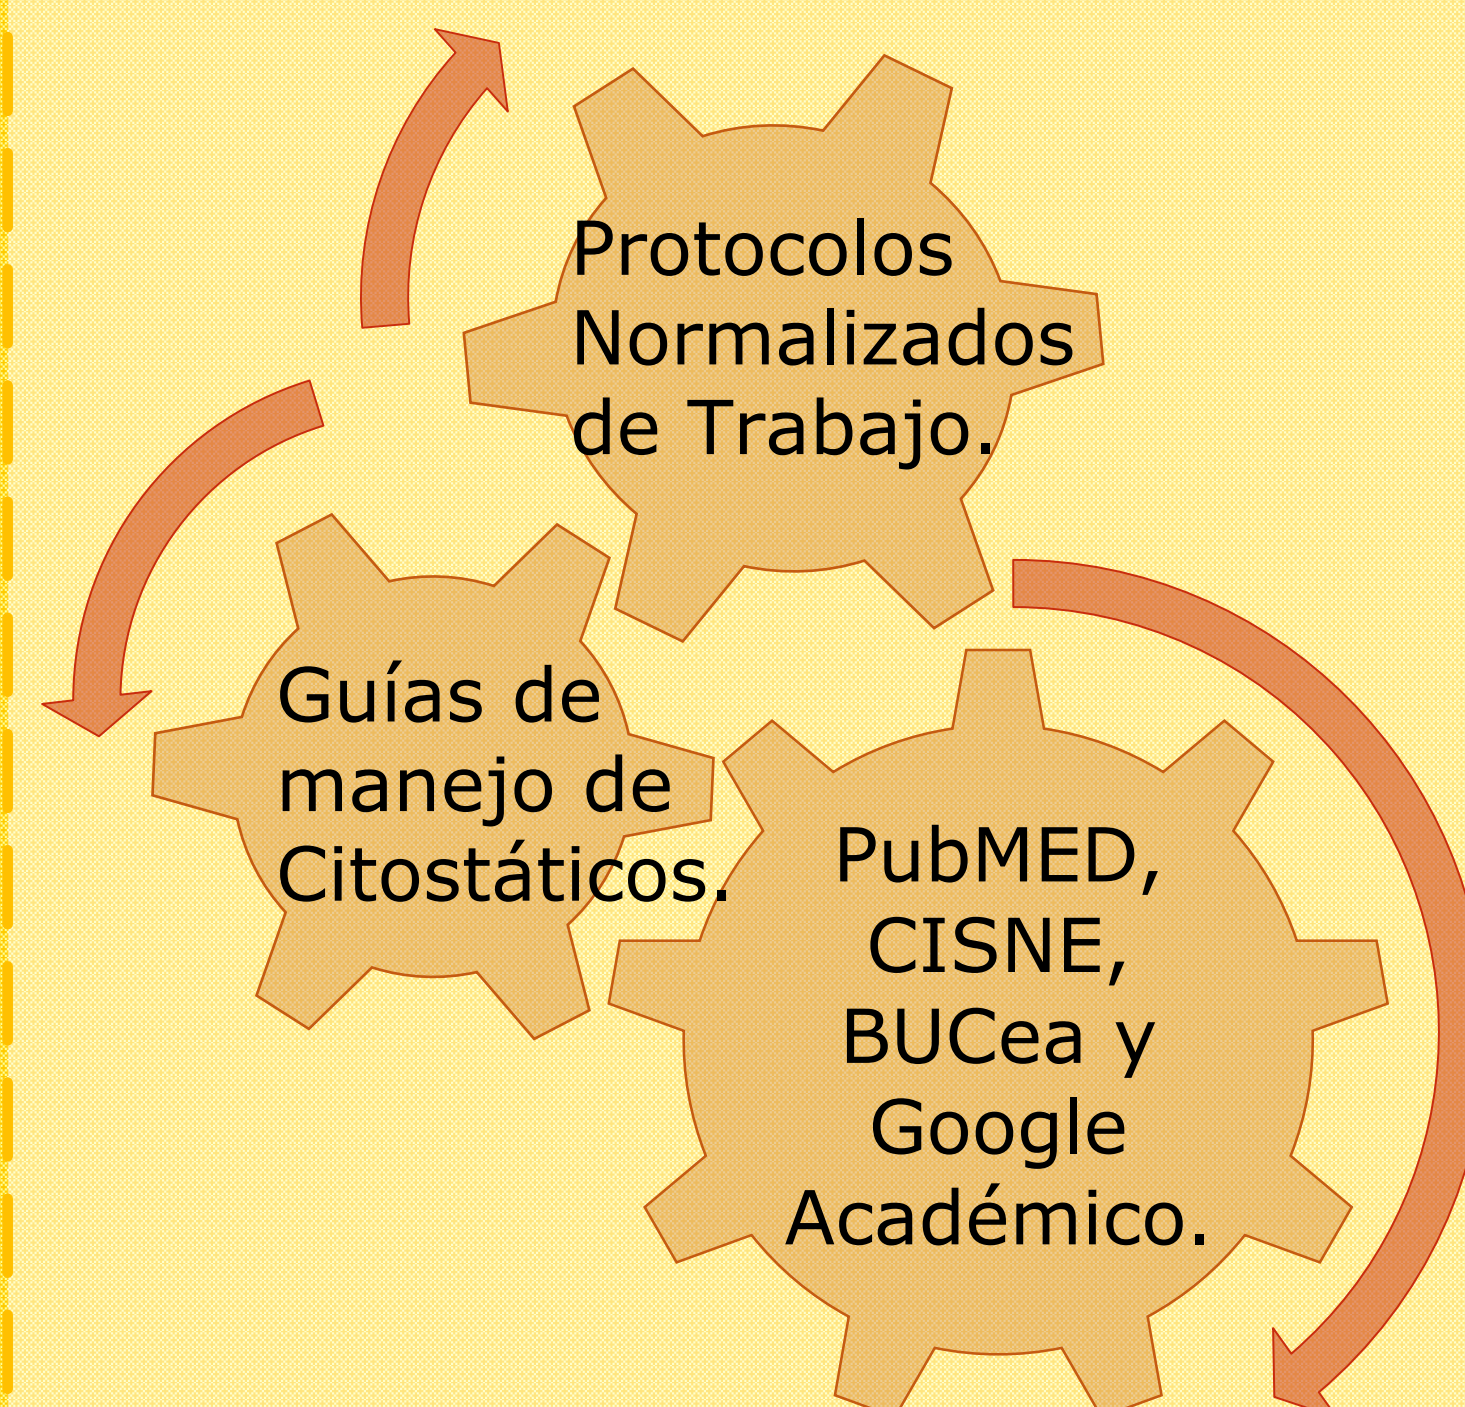 Protocolos
Normalizados
de Trabajo.
Guías de
manejo de
Citostáticos.
PubMED,
CISNE,
BUCea y
Google
Académico.